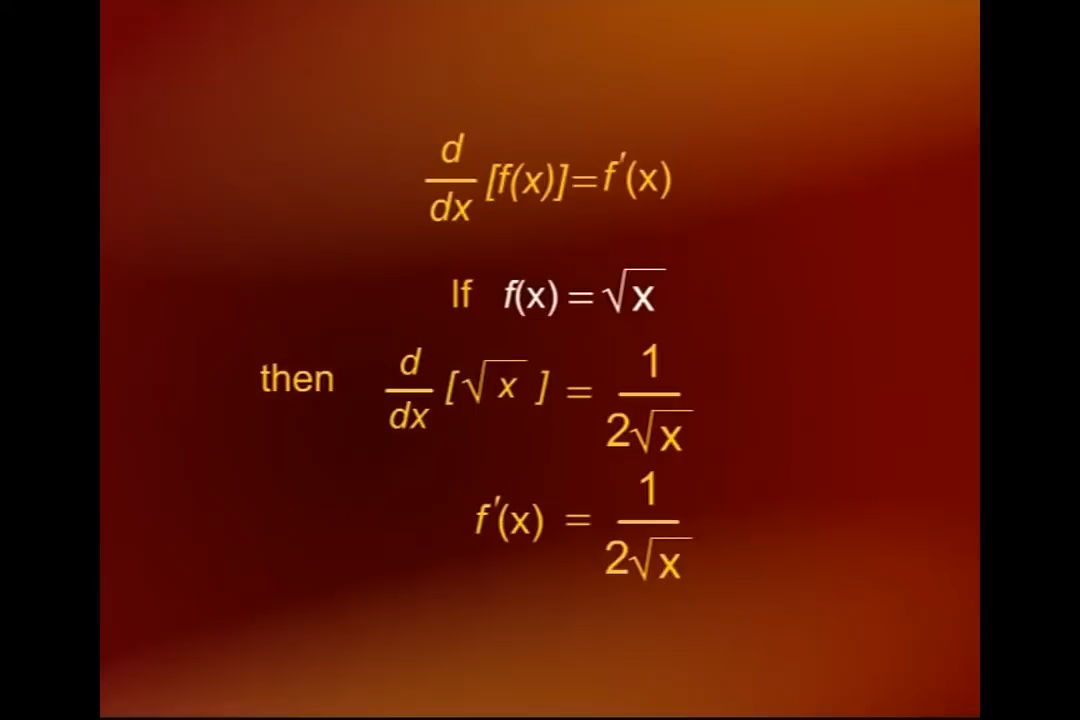 d/dx [f(x)]=f′(x)
If f(x) = √x
then d/dx [√x ] = 1/2√x
f′(x) = 1/2√x